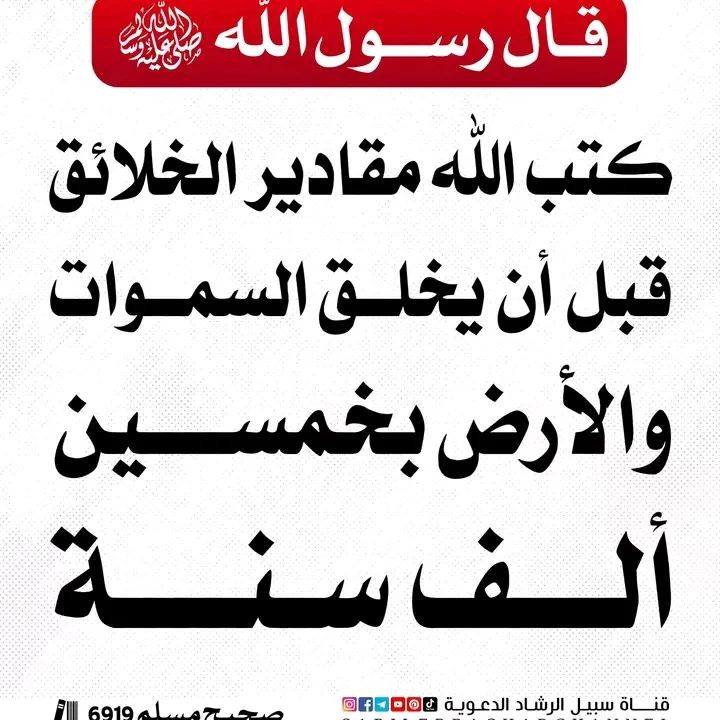 قال رسول الله ﷺ
كتب الله مقادير الخلائق
قبل أن يخلق السموات
والأرض بخمسين
ألف سنة
قناة سبيل الرشاد الدعوية
صحيح مسلم 6919